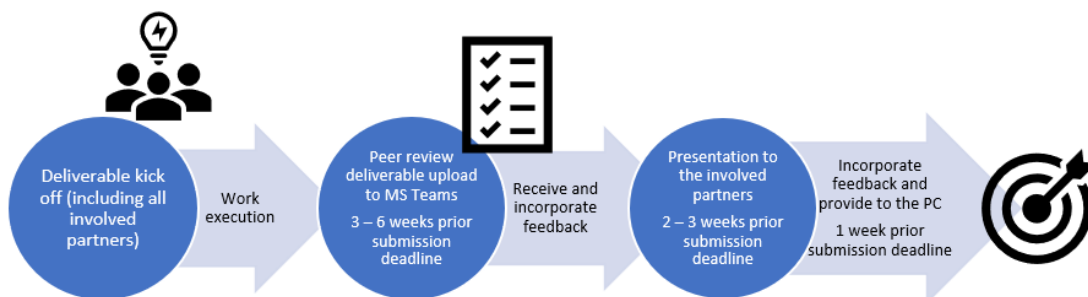 Deliverable kick
off (including all
involved
partners)
Work
execution
Peer review
deliverable upload
to MS Teams
3 – 6 weeks prior
submission
deadline
Receive and
incorporate
feedback
Presentation to
the involved
partners
2 – 3 weeks prior
submission
deadline
Incorporate
feedback and
provide to the PC
1 week prior
submission deadline